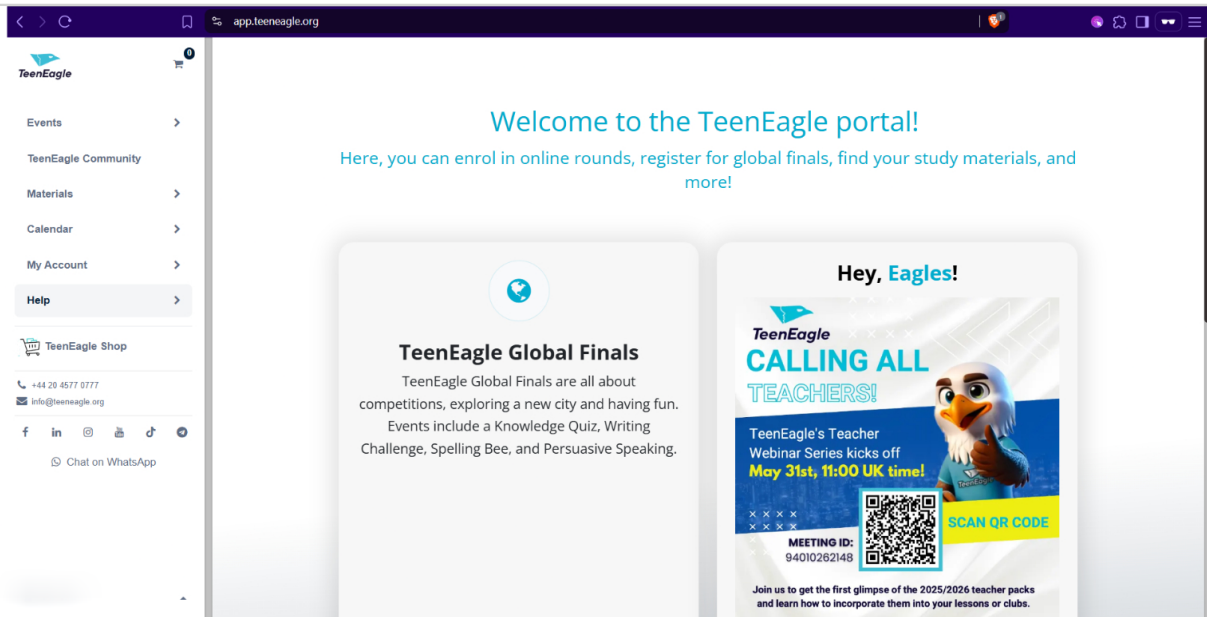 app.teeneagle.org
TeenEagle
0
Events
TeenEagle Community
Materials
Calendar
My Account
Help
TeenEagle Shop
+44 20 4577 0777
info@teeneagle.org
Chat on WhatsApp
Welcome to the TeenEagle portal!
Here, you can enrol in online rounds, register for global finals, find your study materials, and
more!
TeenEagle Global Finals
TeenEagle Global Finals are all about
competitions, exploring a new city and having fun.
Events include a Knowledge Quiz, Writing
Challenge, Spelling Bee, and Persuasive Speaking.
Hey, Eagles!
TeenEagle
CALLING ALL
TEACHERS!
TeenEagle's Teacher
Webinar Series kicks off
May 31st, 11:00 UK time!
SCAN QR CODE
MEETING ID:
94010262148
Join us to get the first glimpse of the 2025/2026 teacher packs
and learn how to incorporate them into your lessons or clubs.